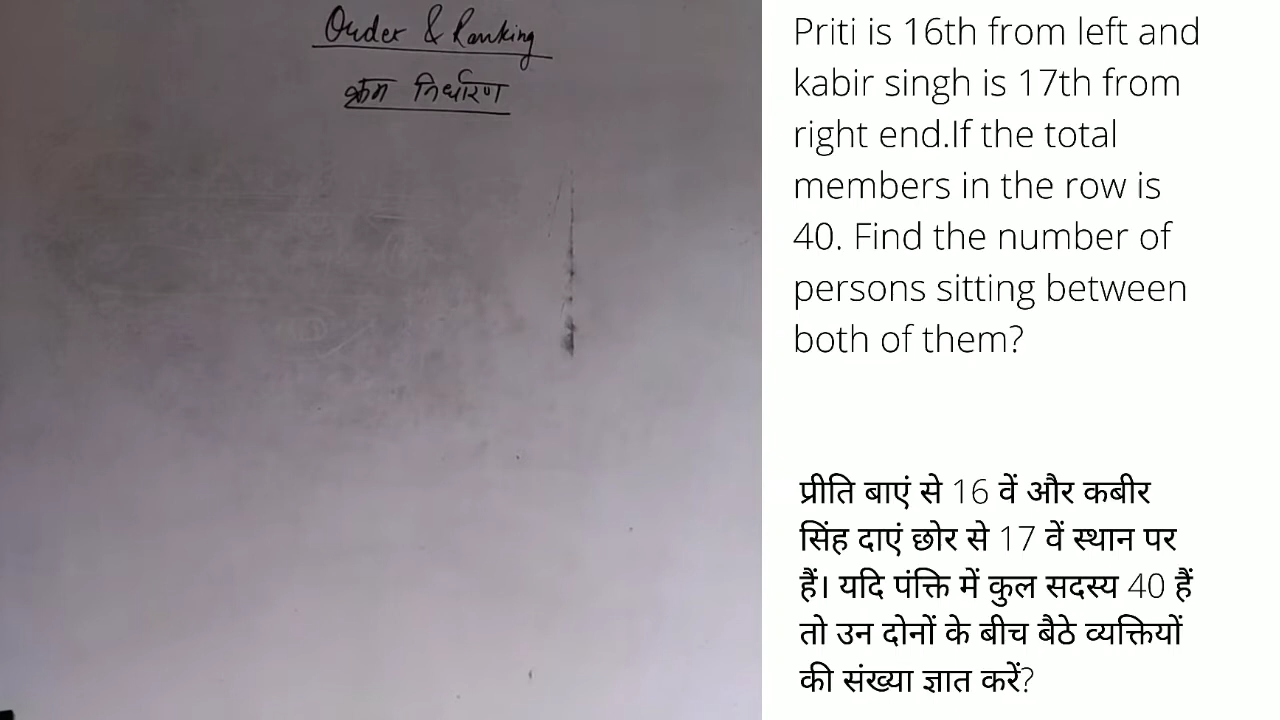 Order & Ranking
क्रम निर्धारण
Priti is 16th from left and
kabir singh is 17th from
right end.If the total
members in the row is
40. Find the number of
persons sitting between
both of them?
प्रीति बाएं से 16 वें और कबीर
सिंह दाएं छोर से 17 वें स्थान पर
हैं। यदि पंक्ति में कुल सदस्य 40 हैं
तो उन दोनों के बीच बैठे व्यक्तियों
की संख्या ज्ञात करें?